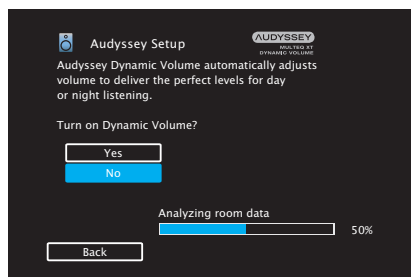 Audyssey Setup
AUDYSSEY
MULTEQ XT
DYNAMIC VOLUME
Audyssey Dynamic Volume automatically adjusts
volume to deliver the perfect levels for day
or night listening.
Turn on Dynamic Volume?
Yes
No
Analyzing room data
50%
Back